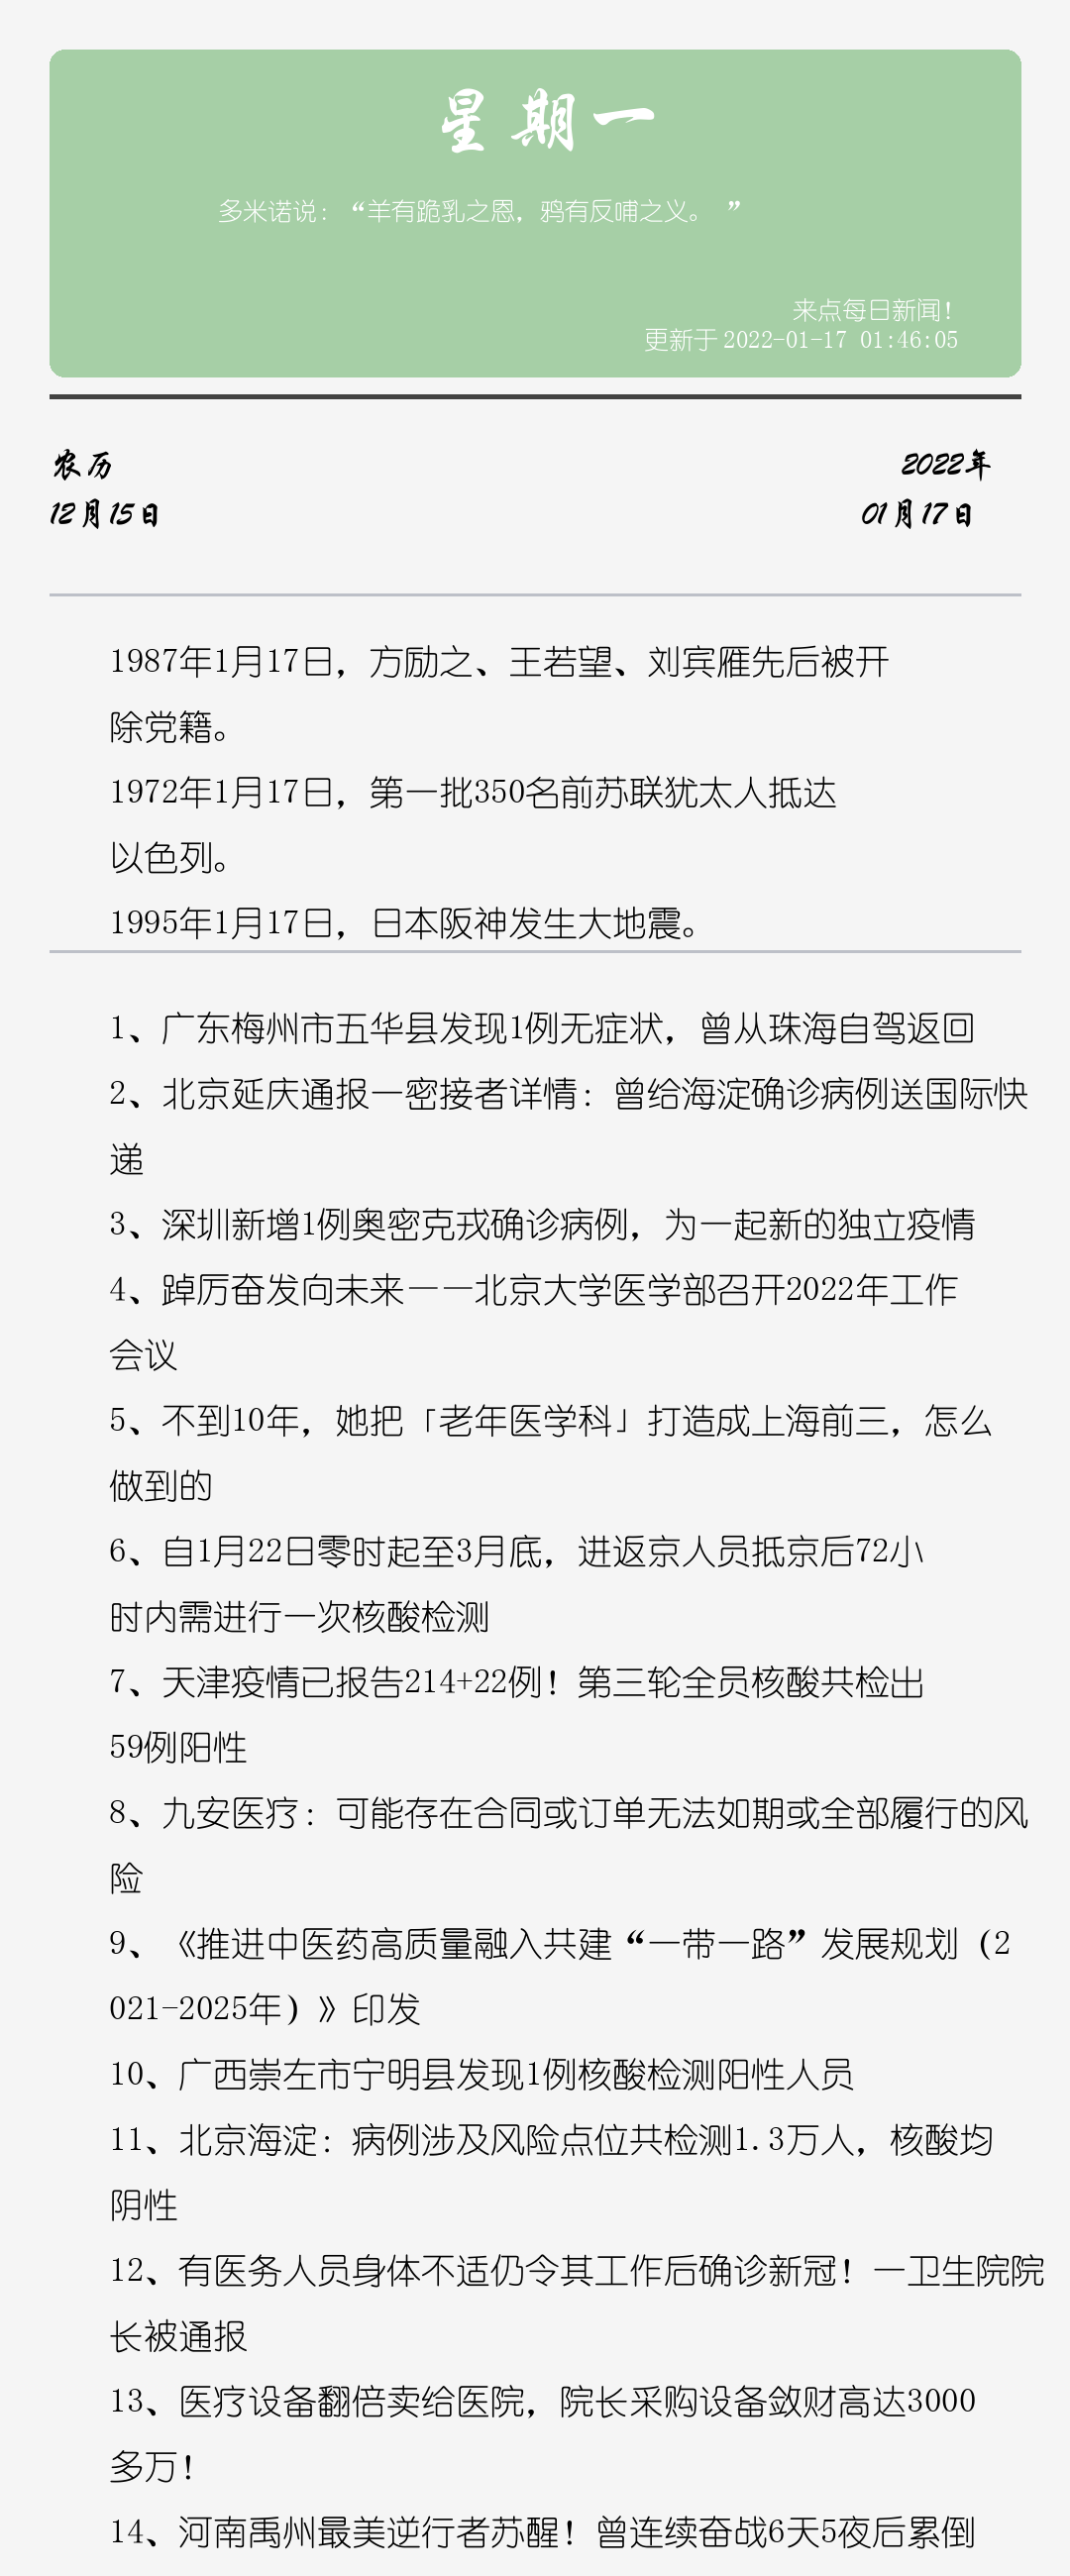 星期一
多米诺说：“羊有跪乳之恩，鸦有反哺之义。 ”
来点每日新闻！
更新于 2022-01-17 01:46:05
农历
2022年
12月15日
01月17日
1987年1月17日，方励之、王若望、刘宾雁先后被开
除党籍。
1972年1月17日，第一批350名前苏联犹太人抵达
以色列。
1995年1月17日，日本阪神发生大地震。
1、广东梅州市五华县发现1例无症状，曾从珠海自驾返回
2、北京延庆通报一密接者详情：曾给海淀确诊病例送国际快
递
3、深圳新增1例奥密克戎确诊病例，为一起新的独立疫情
4、踔厉奋发向未来——北京大学医学部召开2022年工作
会议
5、不到10年，她把「老年医学科」打造成上海前三，怎么
做到的
6、自1月22日零时起至3月底，进返京人员抵京后72小
时内需进行一次核酸检测
7、天津疫情已报告214+22例！第三轮全员核酸共检出
59例阳性
8、九安医疗：可能存在合同或订单无法如期或全部履行的风
险
9、《推进中医药高质量融入共建“一带一路”发展规划（2
021-2025年）》印发
10、广西崇左市宁明县发现1例核酸检测阳性人员
11、北京海淀：病例涉及风险点位共检测1.3万人，核酸均
阴性
12、有医务人员身体不适仍令其工作后确诊新冠！一卫生院院
长被通报
13、医疗设备翻倍卖给医院，院长采购设备敛财高达3000
多万！
14、河南禹州最美逆行者苏醒！曾连续奋战6天5夜后累倒